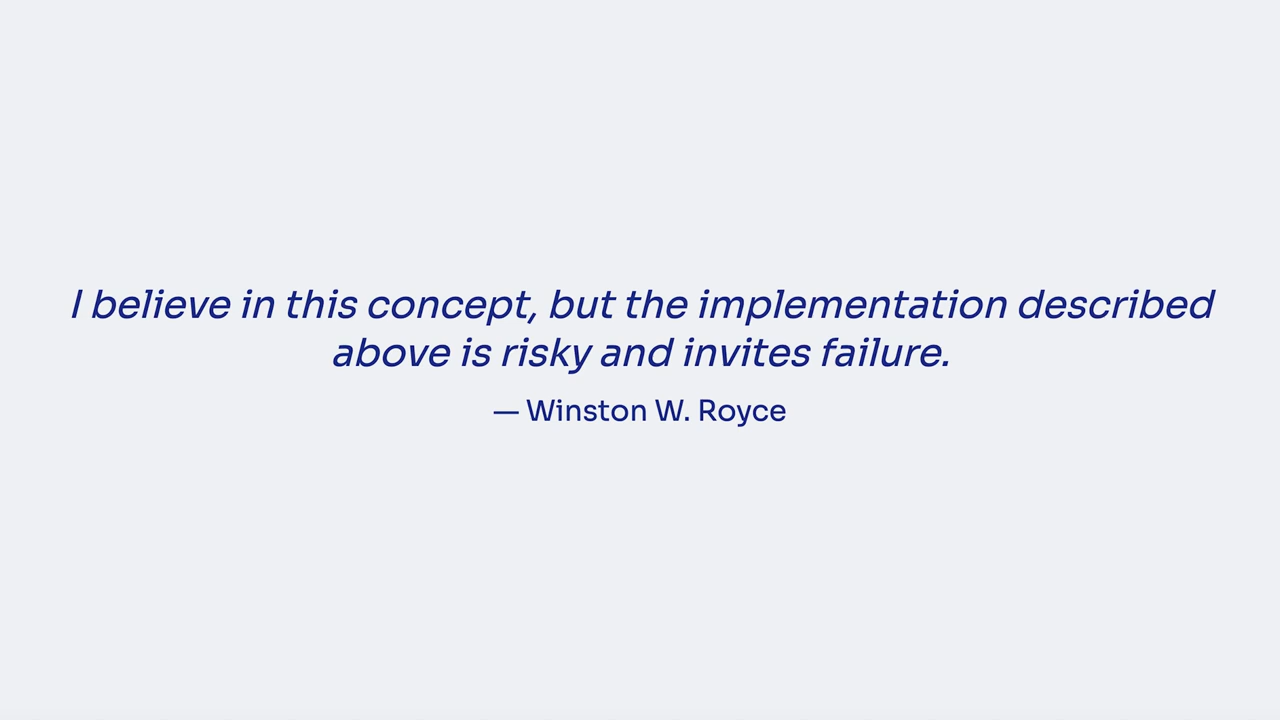 I believe in this concept, but the implementation described
above is risky and invites failure.
— Winston W. Royce